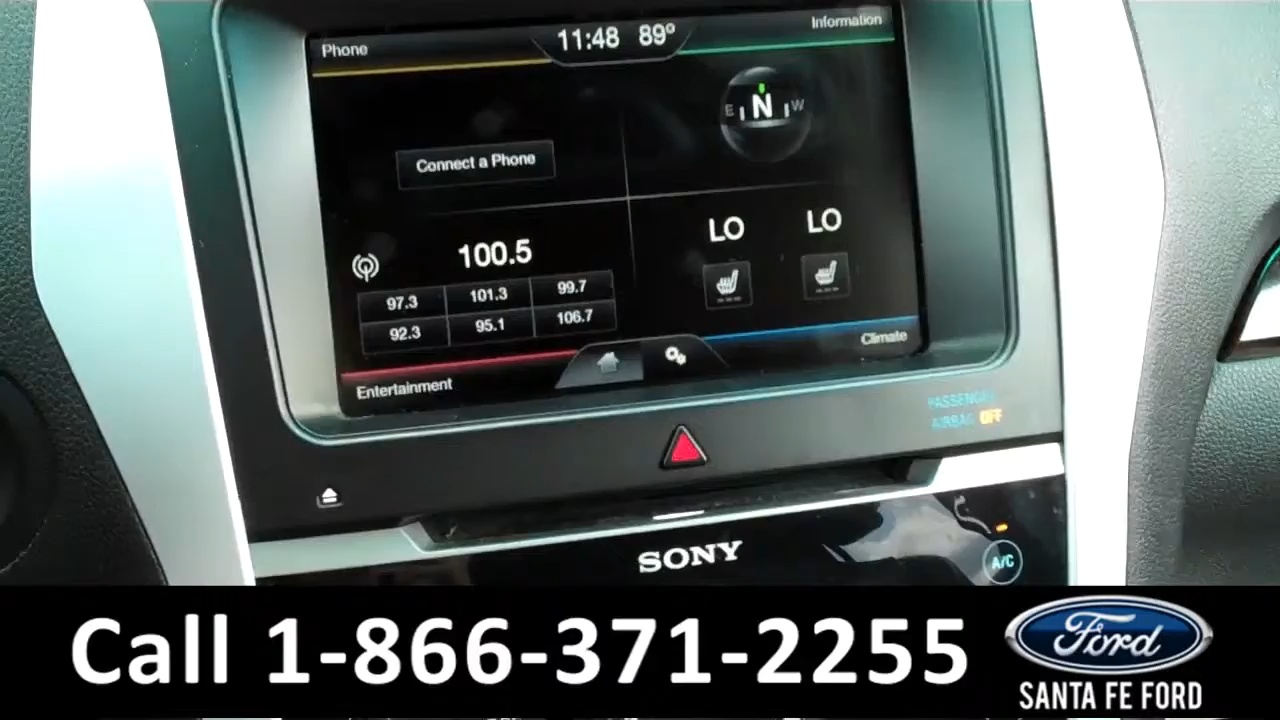 Phone
11:48 89°
Information
E N W
Connect a Phone
100.5
LO LO
97.3 101.3 99.7
92.3 95.1 106.7
Entertainment
Climate
PASSENGER
AIRBAG OFF
SONY
A/C
Call 1-866-371-2255
Ford
SANTA FE FORD